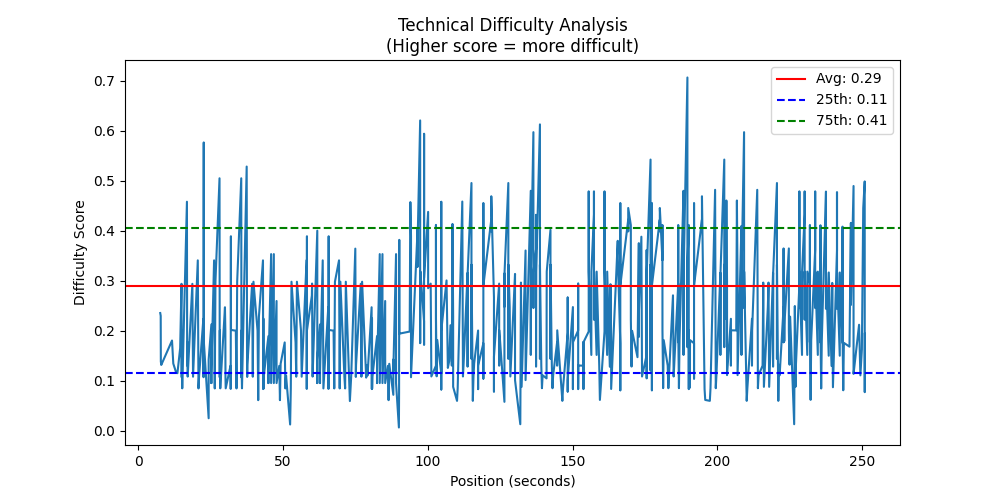 Technical Difficulty Analysis
(Higher score = more difficult)
Avg: 0.29
25th: 0.11
75th: 0.41
Difficulty Score
0.7
0.6
0.5
0.4
0.3
0.2
0.1
0.0
0 50 100 150 200 250
Position (seconds)